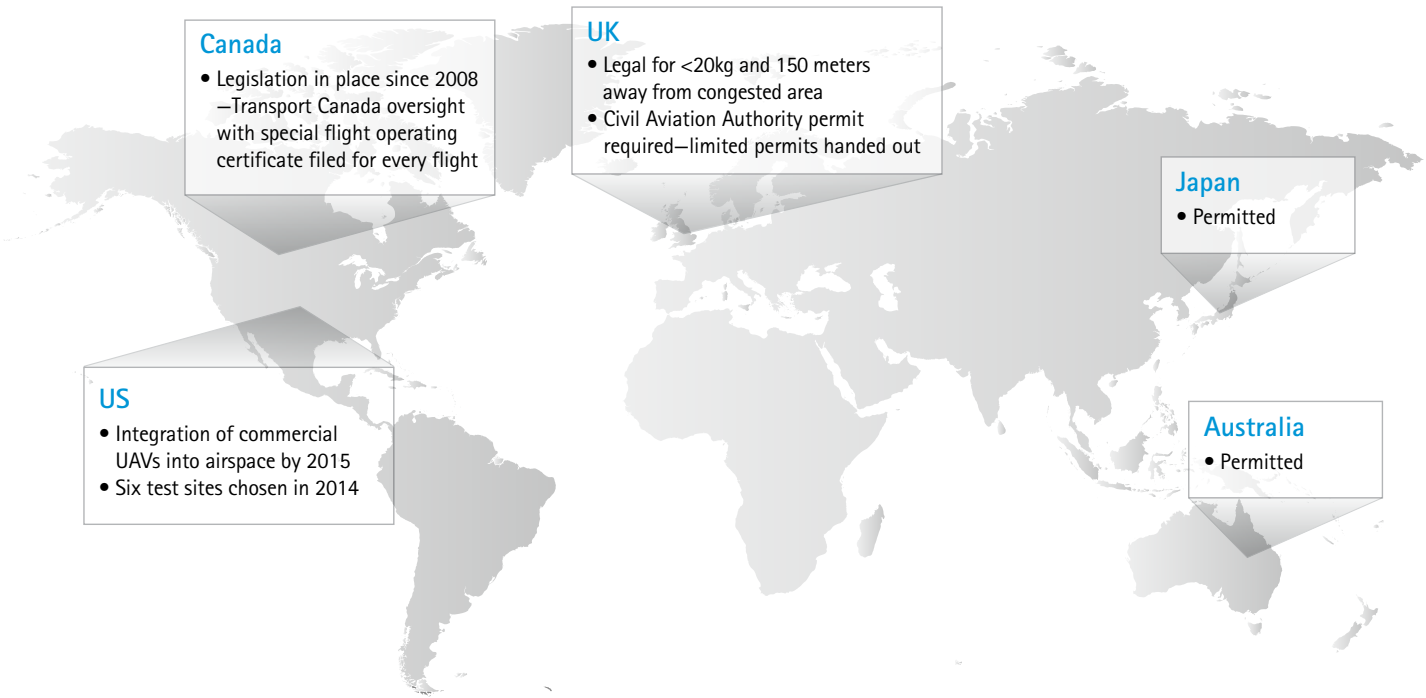 Canada
• Legislation in place since 2008
—Transport Canada oversight
with special flight operating
certificate filed for every flight
UK
• Legal for <20kg and 150 meters
away from congested area
• Civil Aviation Authority permit
required—limited permits handed out
Japan
• Permitted
US
• Integration of commercial
UAVs into airspace by 2015
• Six test sites chosen in 2014
Australia
• Permitted